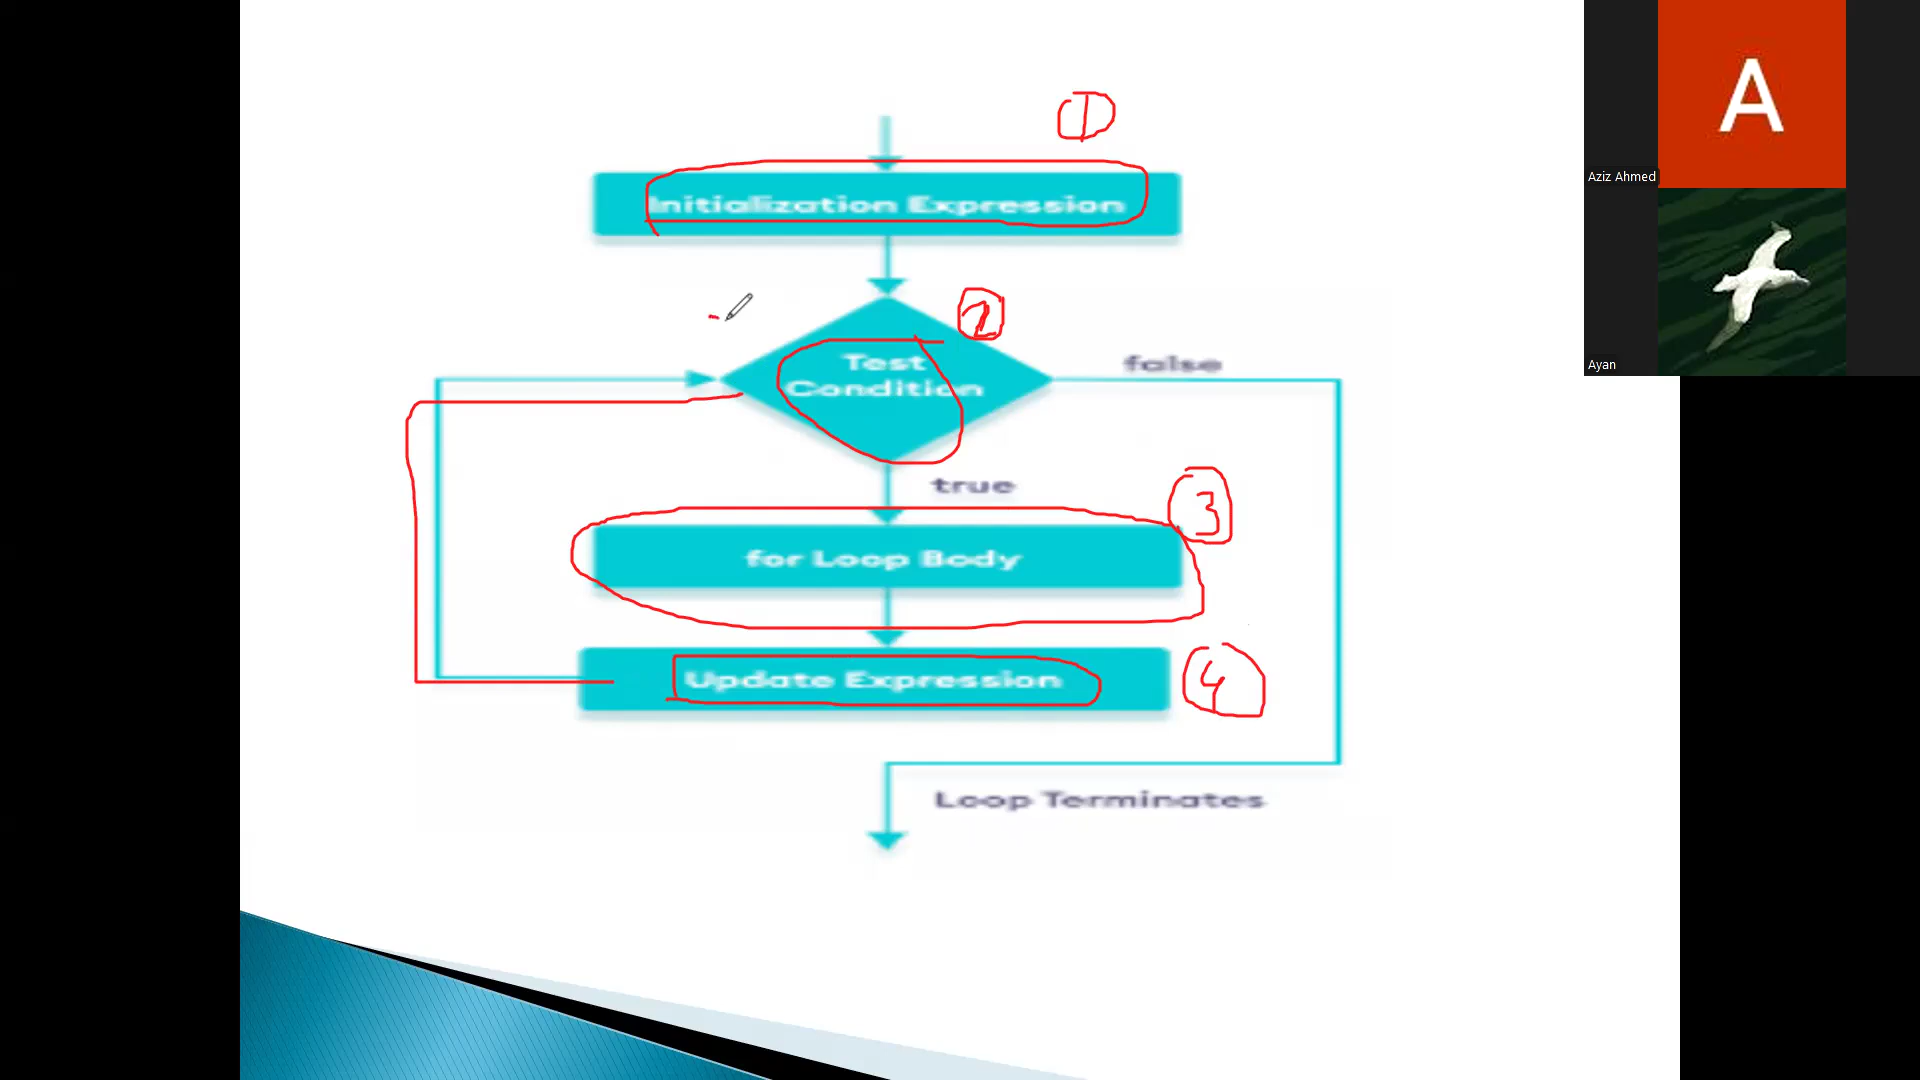 1
Initialization Expression
2
Test
Condition
false
true
3
for Loop Body
Update Expression
4
Loop Terminates
A
Aziz Ahmed
Ayan